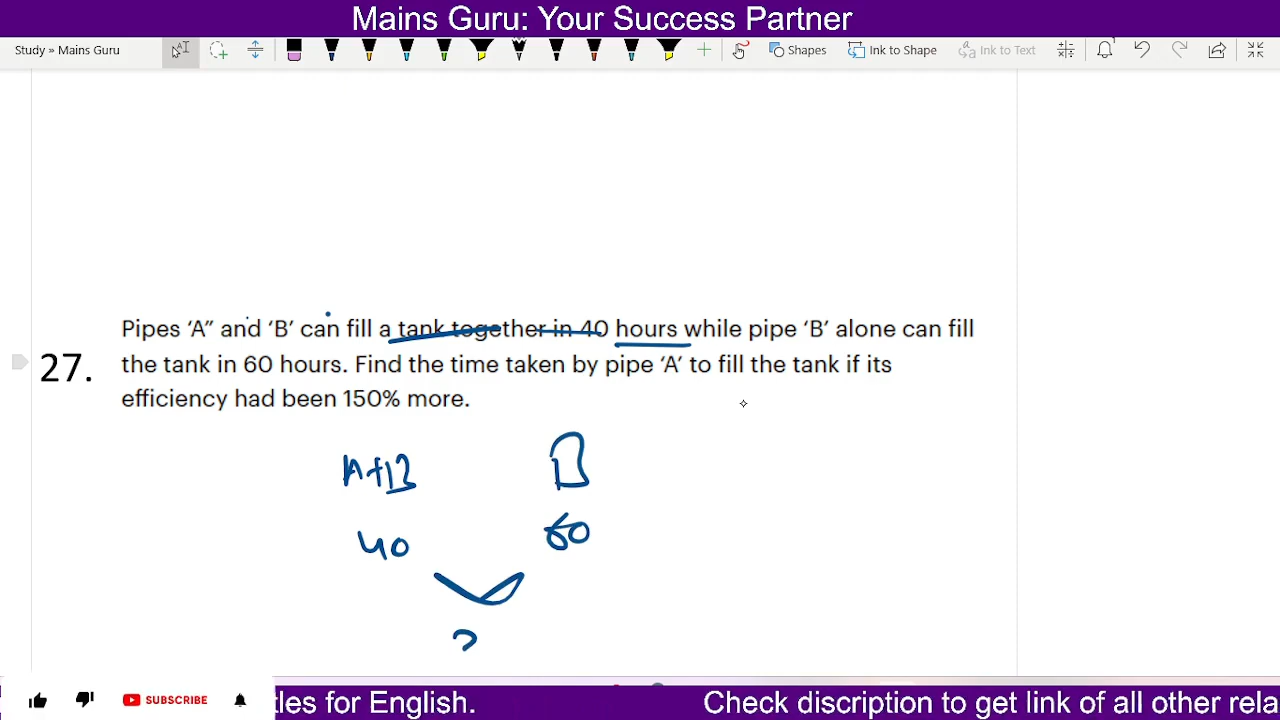 Mains Guru: Your Success Partner
Study » Mains Guru
Shapes
Ink to Shape
Ink to Text
Pipes ‘A” and ‘B’ can fill a tank together in 40 hours while pipe ‘B’ alone can fill
27.
the tank in 60 hours. Find the time taken by pipe ‘A’ to fill the tank if its
efficiency had been 150% more.
A+B B
40 60
SUBSCRIBE
tles for English. Check discription to get link of all other rela